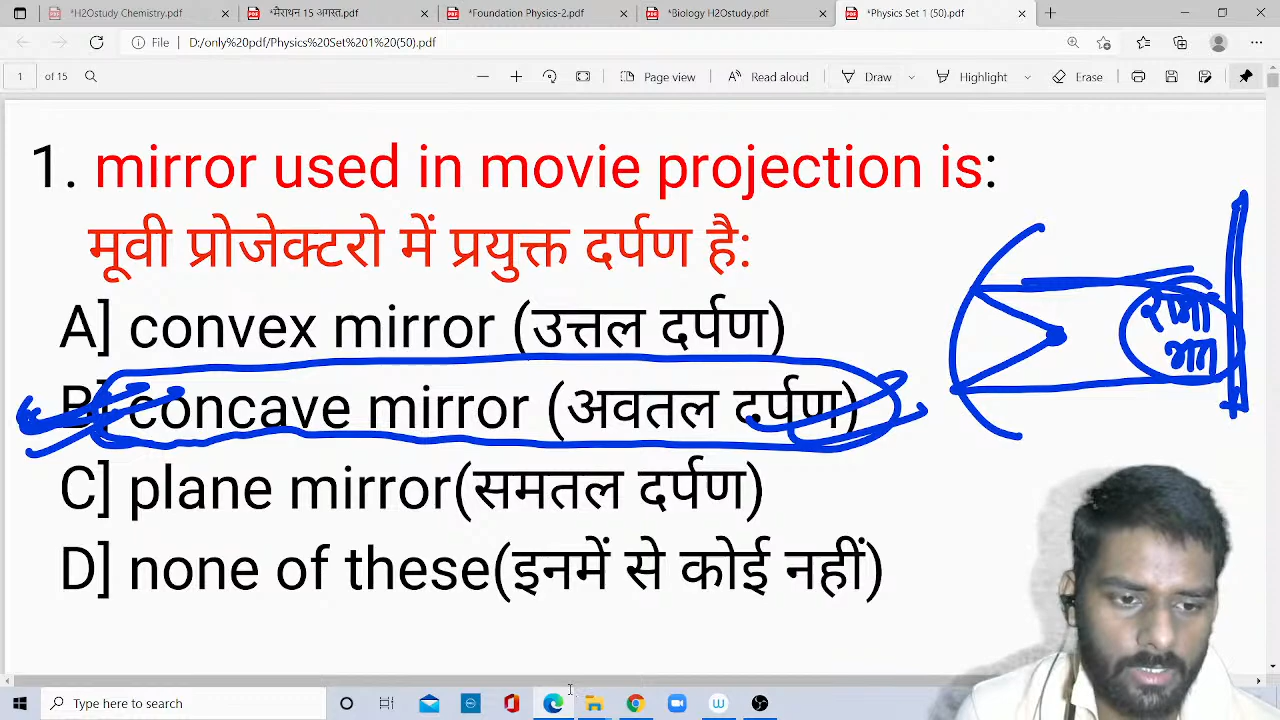 *H2Ostudy Chemistry.pdf
*मैराथन 15 अगस्त.pdf
*Foundation Physics-2.pdf
*Biology H2Ostudy.pdf
*Physics Set 1 (50).pdf
File
D:/only%20pdf/Physics%20Set%201%20(50).pdf
1
of 15
Page view
Read aloud
Draw
Highlight
Erase
1. mirror used in movie projection is:
मूवी प्रोजेक्टरो में प्रयुक्त दर्पण है:
A] convex mirror (उत्तल दर्पण)
B] concave mirror (अवतल दर्पण)
C] plane mirror(समतल दर्पण)
D] none of these(इनमें से कोई नहीं)
Type here to search